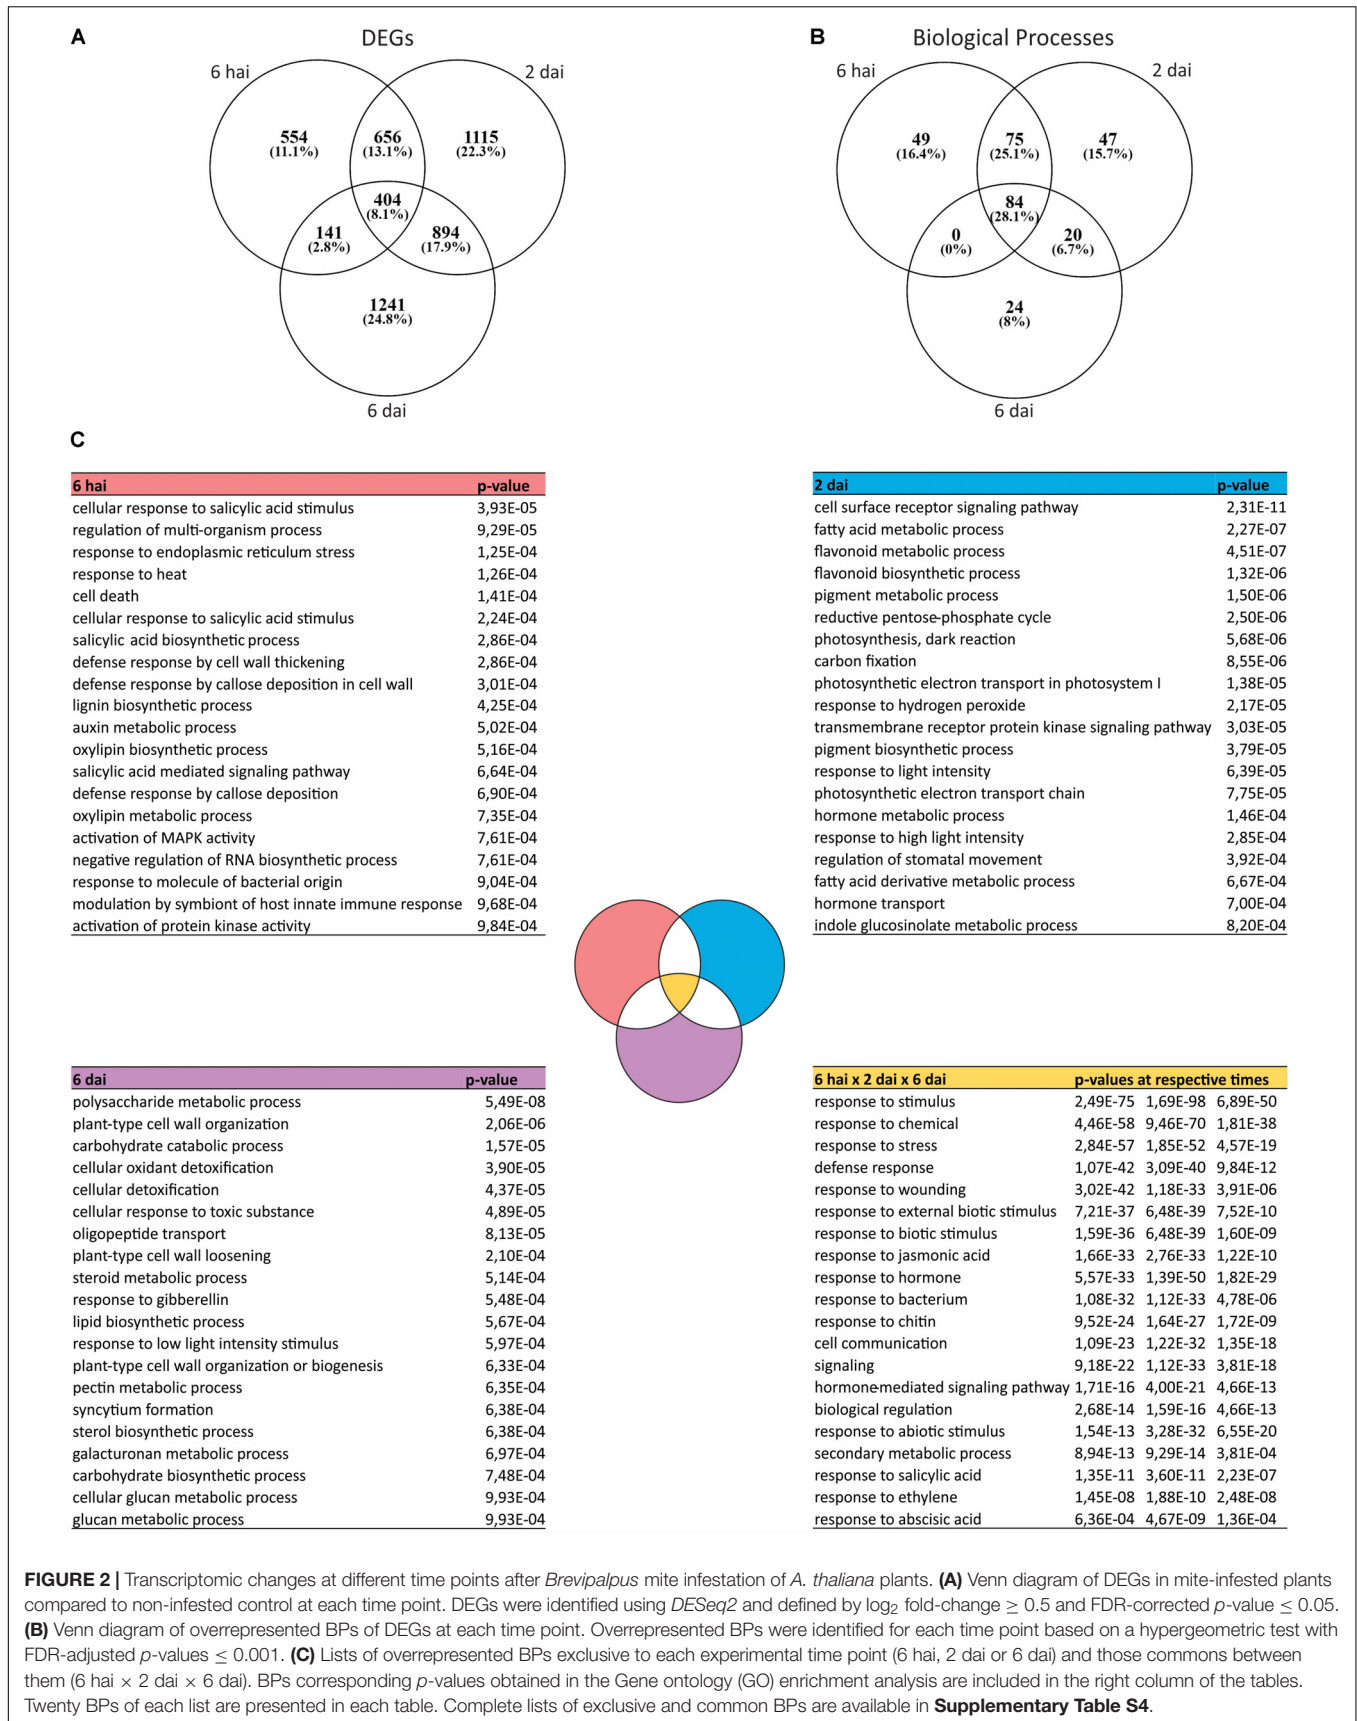 A
DEGs
6 hai
2 dai
554
(11.1%)
656
(13.1%)
1115
(22.3%)
404
(8.1%)
141
(2.8%)
894
(17.9%)
1241
(24.8%)
6 dai
B
Biological Processes
6 hai
2 dai
49
(16.4%)
75
(25.1%)
47
(15.7%)
84
(28.1%)
0
(0%)
20
(6.7%)
24
(8%)
6 dai
C
6 hai p-value
cellular response to salicylic acid stimulus 3,93E-05
regulation of multi-organism process 9,29E-05
response to endoplasmic reticulum stress 1,25E-04
response to heat 1,26E-04
cell death 1,41E-04
cellular response to salicylic acid stimulus 2,24E-04
salicylic acid biosynthetic process 2,86E-04
defense response by cell wall thickening 2,86E-04
defense response by callose deposition in cell wall 3,01E-04
lignin biosynthetic process 4,25E-04
auxin metabolic process 5,02E-04
oxylipin biosynthetic process 5,16E-04
salicylic acid mediated signaling pathway 6,64E-04
defense response by callose deposition 6,90E-04
oxylipin metabolic process 7,35E-04
activation of MAPK activity 7,61E-04
negative regulation of RNA biosynthetic process 7,61E-04
response to molecule of bacterial origin 9,04E-04
modulation by symbiont of host innate immune response 9,68E-04
activation of protein kinase activity 9,84E-04
2 dai p-value
cell surface receptor signaling pathway 2,31E-11
fatty acid metabolic process 2,27E-07
flavonoid metabolic process 4,51E-07
flavonoid biosynthetic process 1,32E-06
pigment metabolic process 1,50E-06
reductive pentose-phosphate cycle 2,50E-06
photosynthesis, dark reaction 5,68E-06
carbon fixation 8,55E-06
photosynthetic electron transport in photosystem I 1,38E-05
response to hydrogen peroxide 2,17E-05
transmembrane receptor protein kinase signaling pathway 3,03E-05
pigment biosynthetic process 3,79E-05
response to light intensity 6,39E-05
photosynthetic electron transport chain 7,75E-05
hormone metabolic process 1,46E-04
response to high light intensity 2,85E-04
regulation of stomatal movement 3,92E-04
fatty acid derivative metabolic process 6,67E-04
hormone transport 7,00E-04
indole glucosinolate metabolic process 8,20E-04
6 dai p-value
polysaccharide metabolic process 5,49E-08
plant-type cell wall organization 2,06E-06
carbohydrate catabolic process 1,57E-05
cellular oxidant detoxification 3,90E-05
cellular detoxification 4,37E-05
cellular response to toxic substance 4,89E-05
oligopeptide transport 8,13E-05
plant-type cell wall loosening 2,10E-04
steroid metabolic process 5,14E-04
response to gibberellin 5,48E-04
lipid biosynthetic process 5,67E-04
response to low light intensity stimulus 5,97E-04
plant-type cell wall organization or biogenesis 6,33E-04
pectin metabolic process 6,35E-04
syncytium formation 6,38E-04
sterol biosynthetic process 6,38E-04
galacturonan metabolic process 6,97E-04
carbohydrate biosynthetic process 7,48E-04
cellular glucan metabolic process 9,93E-04
glucan metabolic process 9,93E-04
6 hai x 2 dai x 6 dai p-values at respective times
response to stimulus 2,49E-75 1,69E-98 6,89E-50
response to chemical 4,46E-58 9,46E-70 1,81E-38
response to stress 2,84E-57 1,85E-52 4,57E-19
defense response 1,07E-42 3,09E-40 9,84E-12
response to wounding 3,02E-42 1,18E-33 3,91E-06
response to external biotic stimulus 7,21E-37 6,48E-39 7,52E-10
response to biotic stimulus 1,59E-36 6,48E-39 1,60E-09
response to jasmonic acid 1,66E-33 2,76E-33 1,22E-10
response to hormone 5,57E-33 1,39E-50 1,82E-29
response to bacterium 1,08E-32 1,12E-33 4,78E-06
response to chitin 9,52E-24 1,64E-27 1,72E-09
cell communication 1,09E-23 1,22E-32 1,35E-18
signaling 9,18E-22 1,12E-33 3,81E-18
hormone-mediated signaling pathway 1,71E-16 4,00E-21 4,66E-13
biological regulation 2,68E-14 1,59E-16 4,66E-13
response to abiotic stimulus 1,54E-13 3,28E-32 6,55E-20
secondary metabolic process 8,94E-13 9,29E-14 3,81E-04
response to salicylic acid 1,35E-11 3,60E-11 2,23E-07
response to ethylene 1,45E-08 1,88E-10 2,48E-08
response to abscisic acid 6,36E-04 4,67E-09 1,36E-04
FIGURE 2 | Transcriptomic changes at different time points after Brevipalpus mite infestation of A. thaliana plants. (A) Venn diagram of DEGs in mite-infested plants
compared to non-infested control at each time point. DEGs were identified using DESeq2 and defined by log₂ fold-change ≥ 0.5 and FDR-corrected p-value ≤ 0.05.
(B) Venn diagram of overrepresented BPs of DEGs at each time point. Overrepresented BPs were identified for each time point based on a hypergeometric test with
FDR-adjusted p-values ≤ 0.001. (C) Lists of overrepresented BPs exclusive to each experimental time point (6 hai, 2 dai or 6 dai) and those commons between
them (6 hai × 2 dai × 6 dai). BPs corresponding p-values obtained in the Gene ontology (GO) enrichment analysis are included in the right column of the tables.
Twenty BPs of each list are presented in each table. Complete lists of exclusive and common BPs are available in Supplementary Table S4.